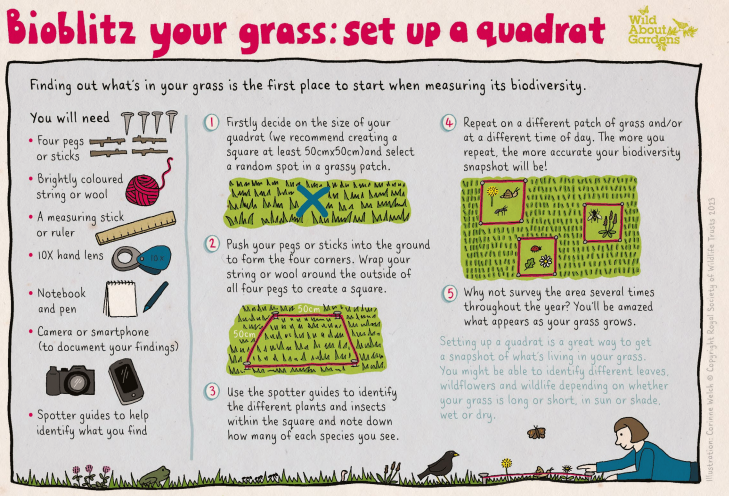 Bioblitz your grass: set up a quadrat
Wild
About
Gardens
Finding out what's in your grass is the first place to start when measuring its biodiversity.
You will need
• Four pegs
or sticks
• Brightly coloured
string or wool
• A measuring stick
or ruler
• 10X hand lens
10x
• Notebook
and pen
• Camera or smartphone
(to document your findings)
• Spotter guides to help
identify what you find
1 Firstly decide on the size of your
quadrat (we recommend creating a
square at least 50cmx50cm)and select
a random spot in a grassy patch.
2 Push your pegs or sticks into the ground
to form the four corners. Wrap your
string or wool around the outside of
all four pegs to create a square.
50cm
50cm
3 Use the spotter guides to identify
the different plants and insects
within the square and note down
how many of each species you see.
4 Repeat on a different patch of grass and/or
at a different time of day. The more you
repeat, the more accurate your biodiversity
snapshot will be!
5 Why not survey the area several times
throughout the year? You'll be amazed
what appears as your grass grows.
Setting up a quadrat is a great way to get
a snapshot of what's living in your grass.
You might be able to identify different leaves,
wildflowers and wildlife depending on whether
your grass is long or short, in sun or shade,
wet or dry.
Illustration: Corinne Welch © Copyright Royal Society of Wildlife Trusts 2023